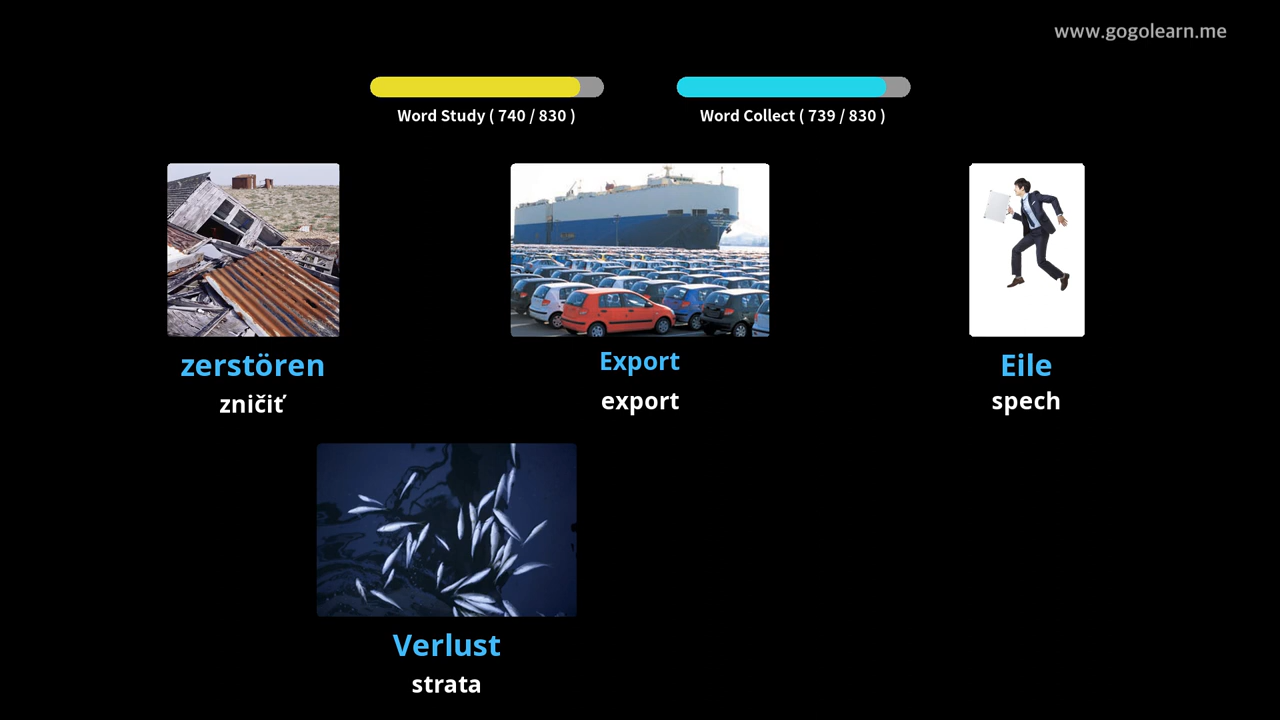 www.gogolearn.me
Word Study ( 740 / 830 )
Word Collect ( 739 / 830 )
zerstören
zničiť
Export
export
Eile
spech
Verlust
strata